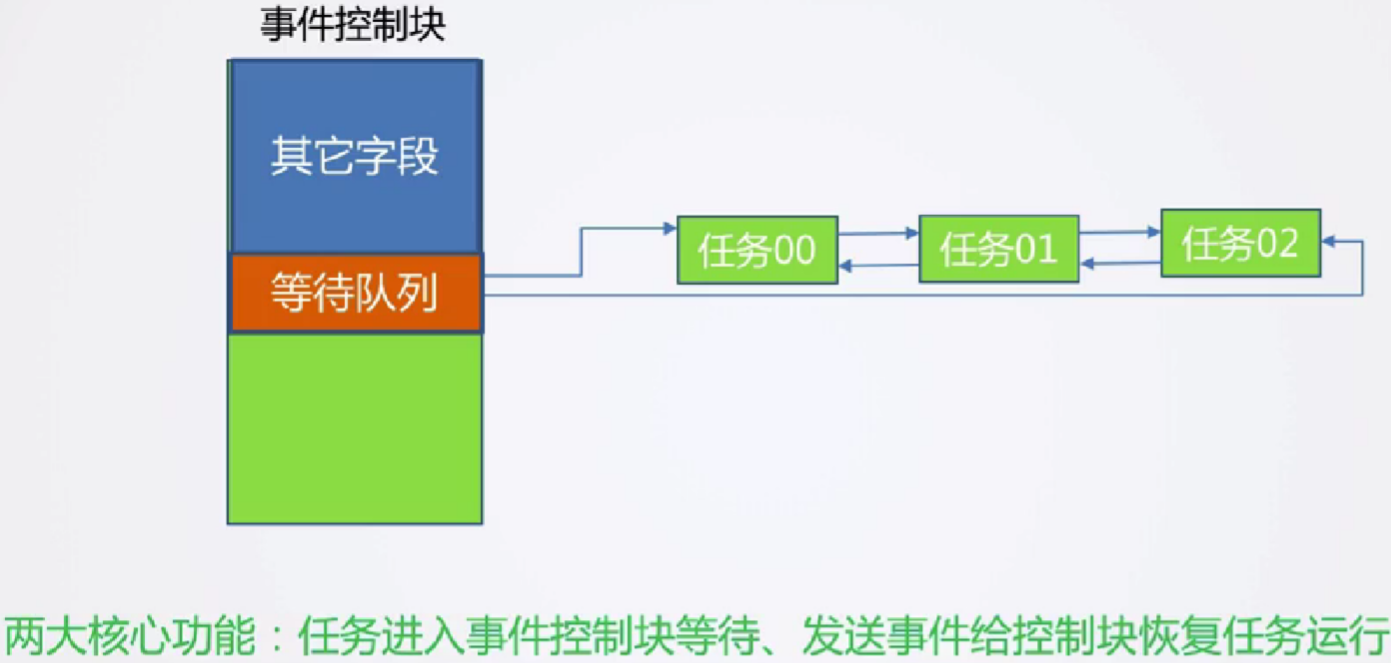 事件控制块
其它字段
等待队列
任务00
任务01
任务02
两大核心功能：任务进入事件控制块等待、发送事件给控制块恢复任务运行